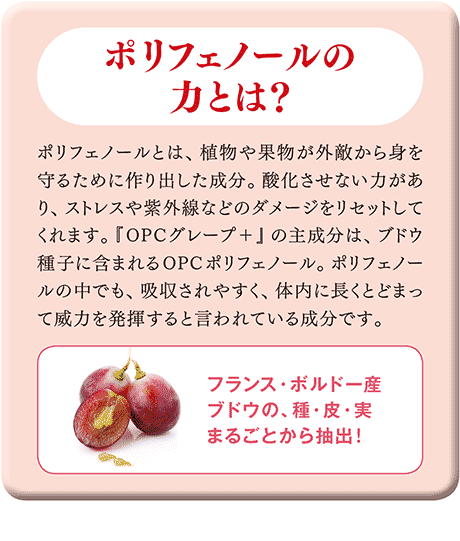 ポリフェノールの
力とは?
ポリフェノールとは、植物や果物が外敵から身を
守るために作り出した成分。酸化させない力があ
り、ストレスや紫外線などのダメージをリセットして
くれます。『OPCグレープ+』の主成分は、ブドウ
種子に含まれるOPCポリフェノール。ポリフェノー
ルの中でも、吸収されやすく、体内に長くとどまっ
て威力を発揮すると言われている成分です。
フランス・ボルドー産
ブドウの、種・皮・実
まるごとから抽出!